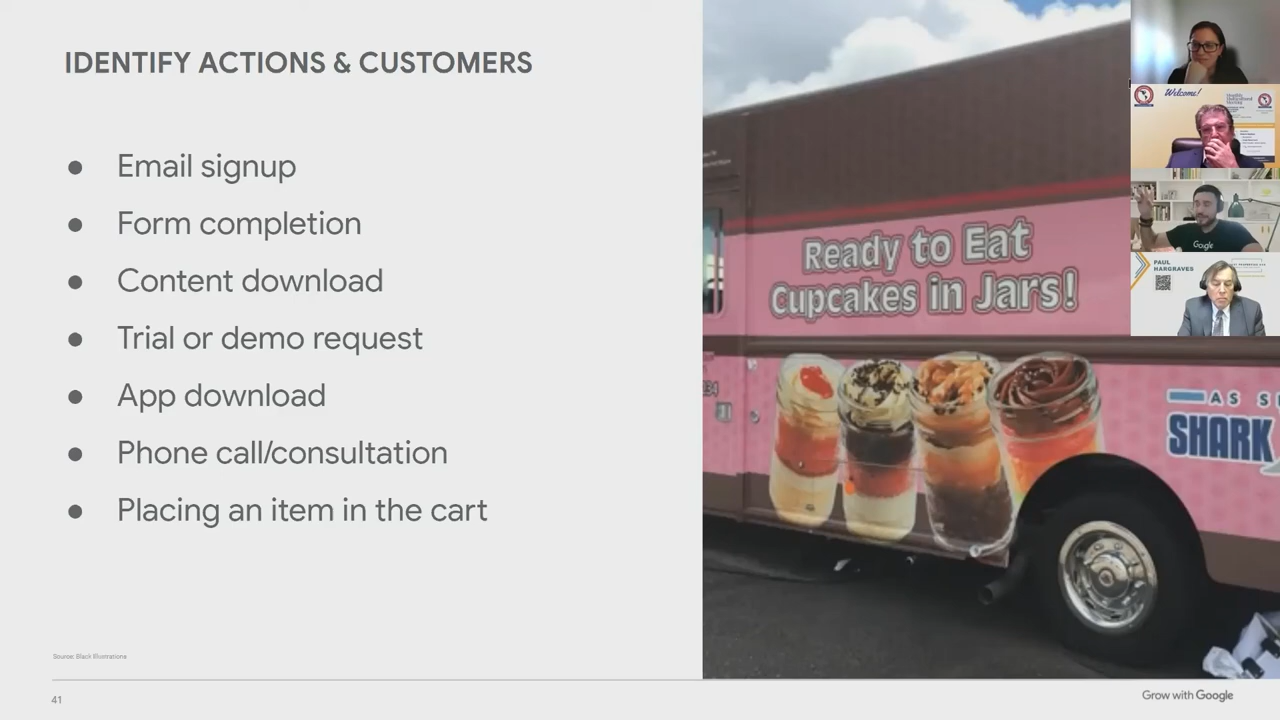 IDENTIFY ACTIONS & CUSTOMERS
● Email signup
● Form completion
● Content download
● Trial or demo request
● App download
● Phone call/consultation
● Placing an item in the cart
Source: Black Illustrations
41
Ready to Eat
Cupcakes in Jars!
AS
SHARK
Welcome!
Google
PAUL
HARGRAVES
Grow with Google